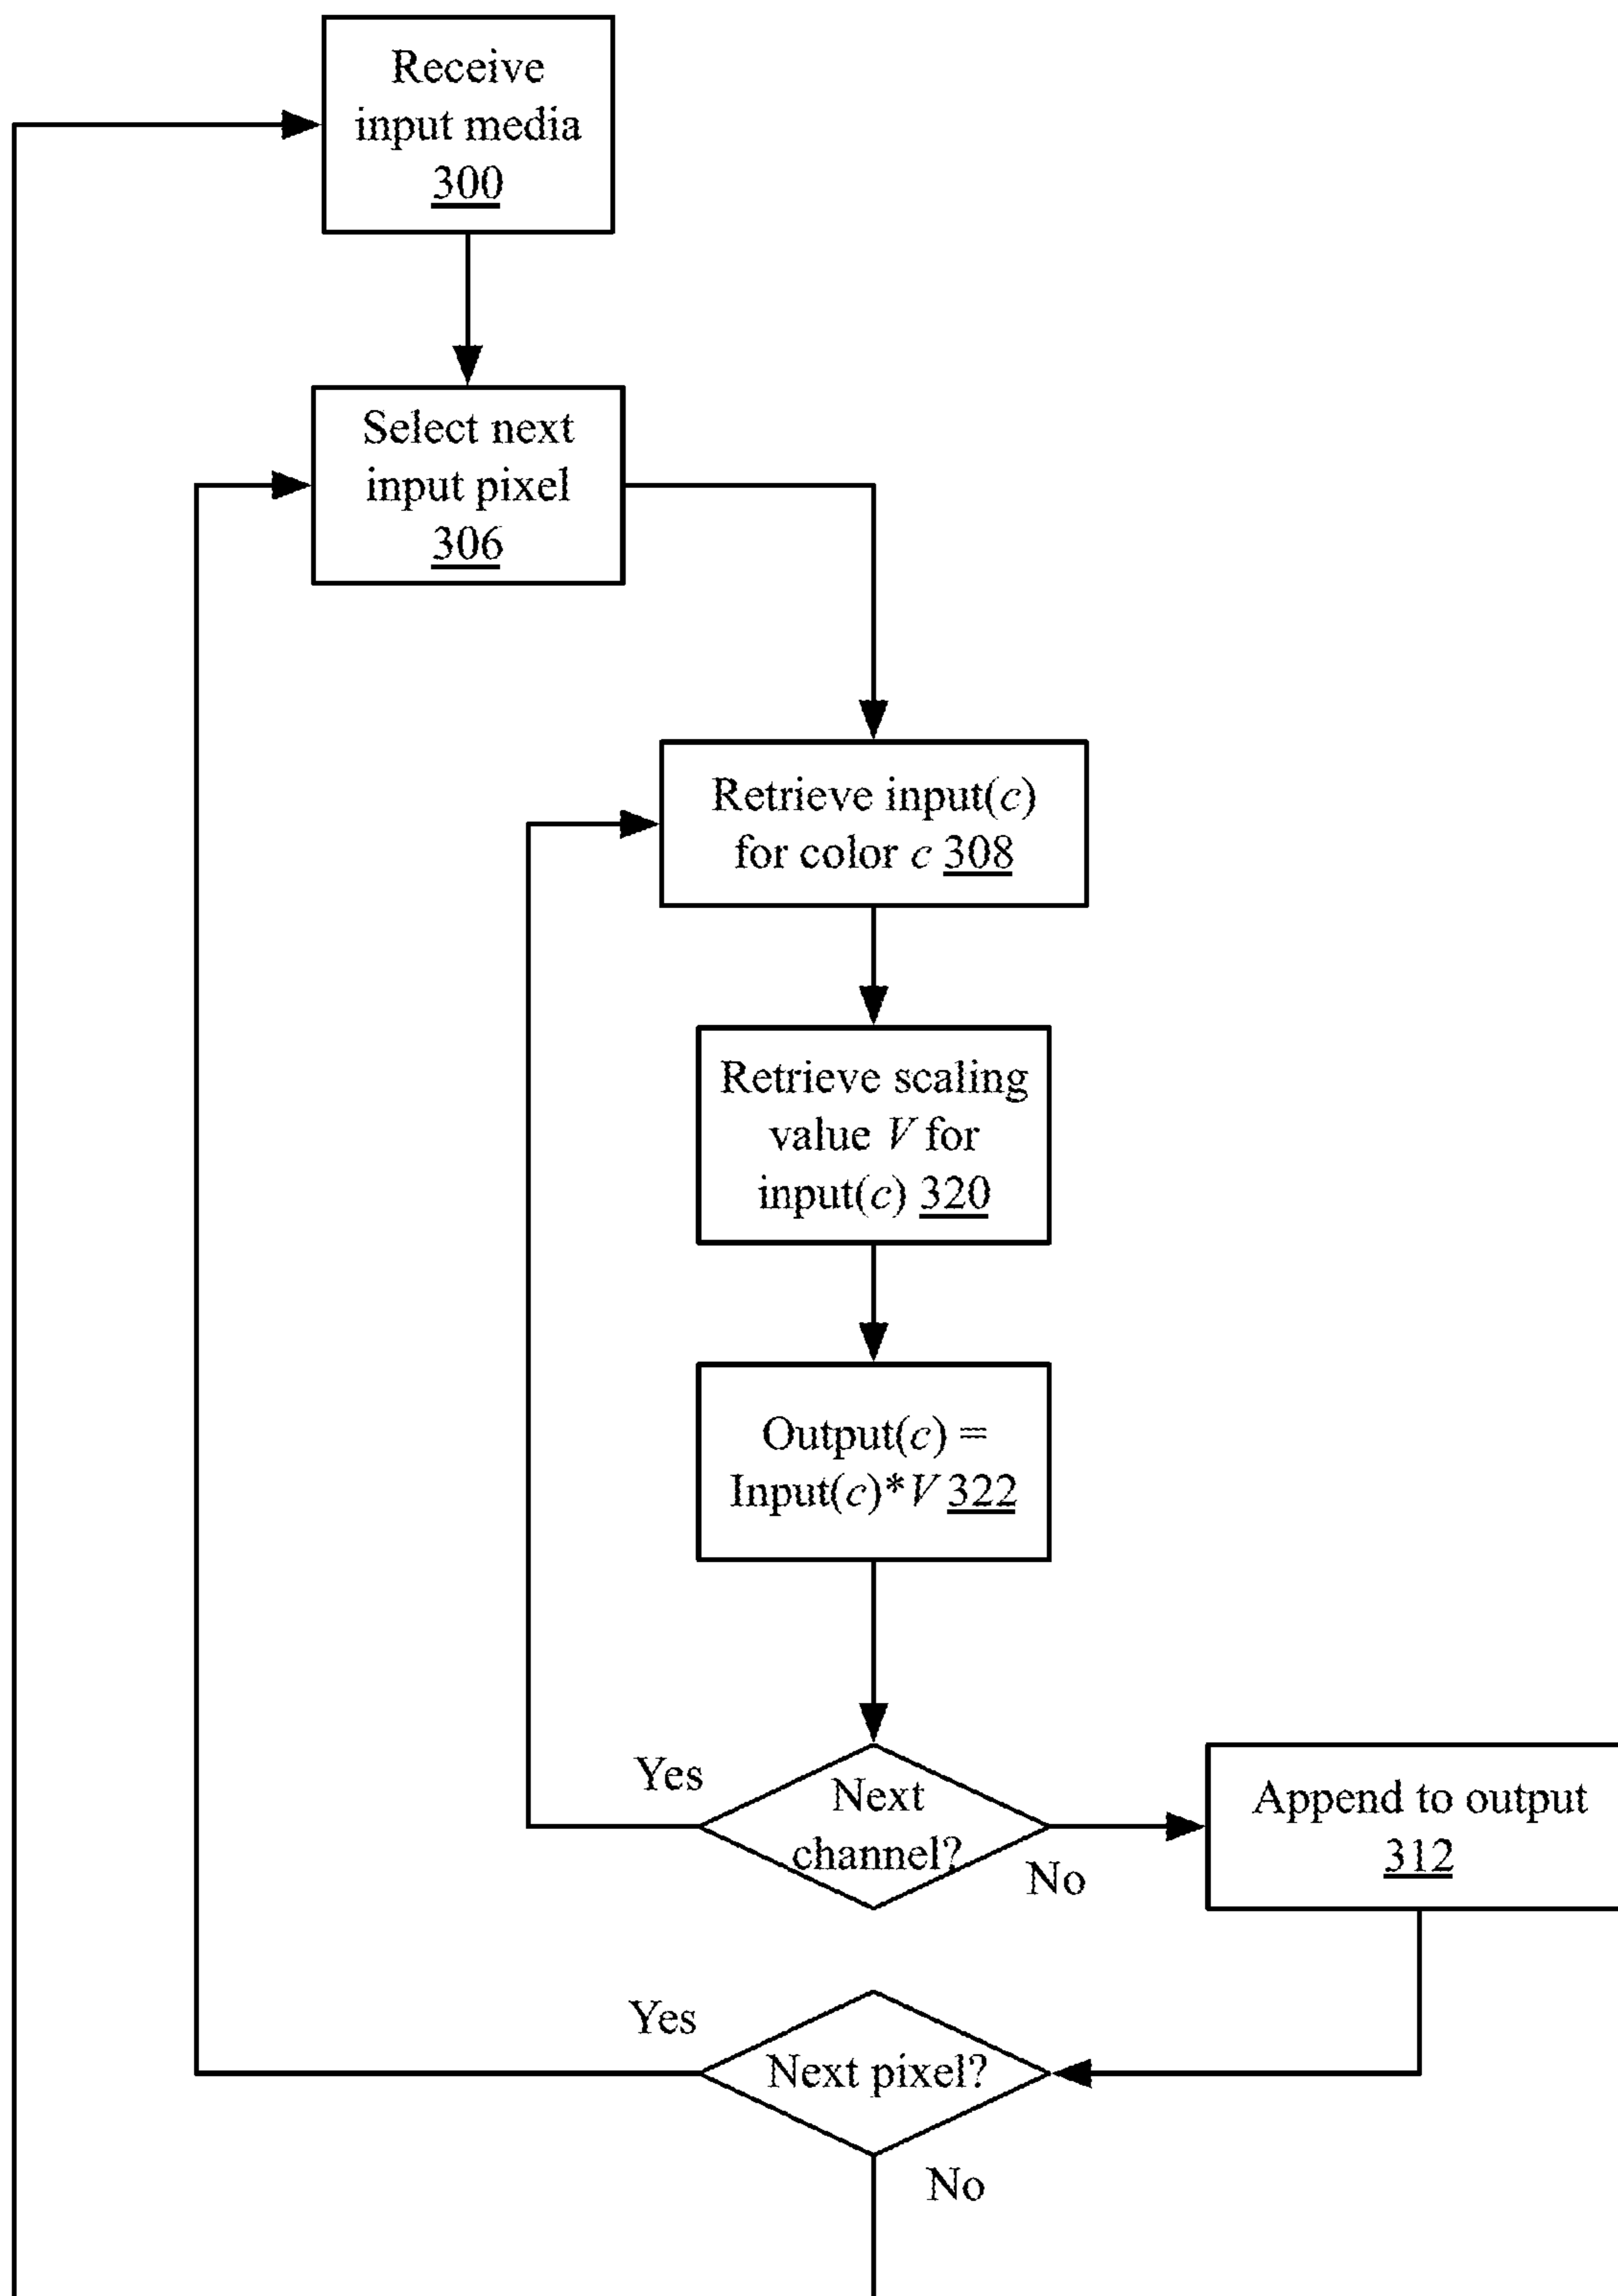 Receive
input media
300
Select next
input pixel
306
Retrieve input(c)
for color c 308
Retrieve scaling
value V for
input(c) 320
Output(c) =
Input(c)*V 322
Yes
Next
channel?
No
Append to output
312
Yes
Next pixel?
No